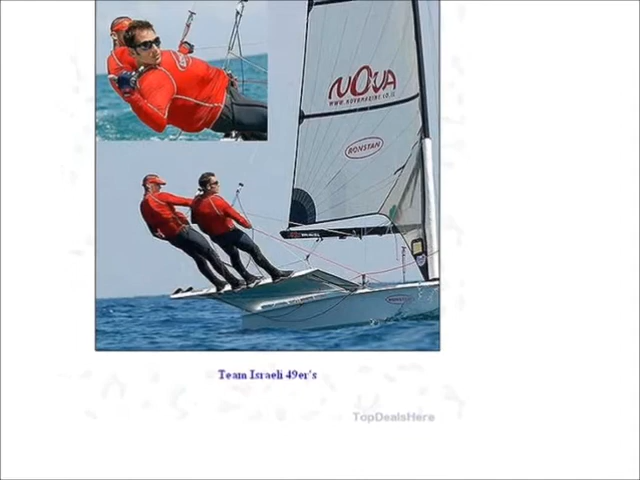 NOVA
www.novamarine.co.il
RONSTAN
Team Israeli 49er's
TopDealsHere